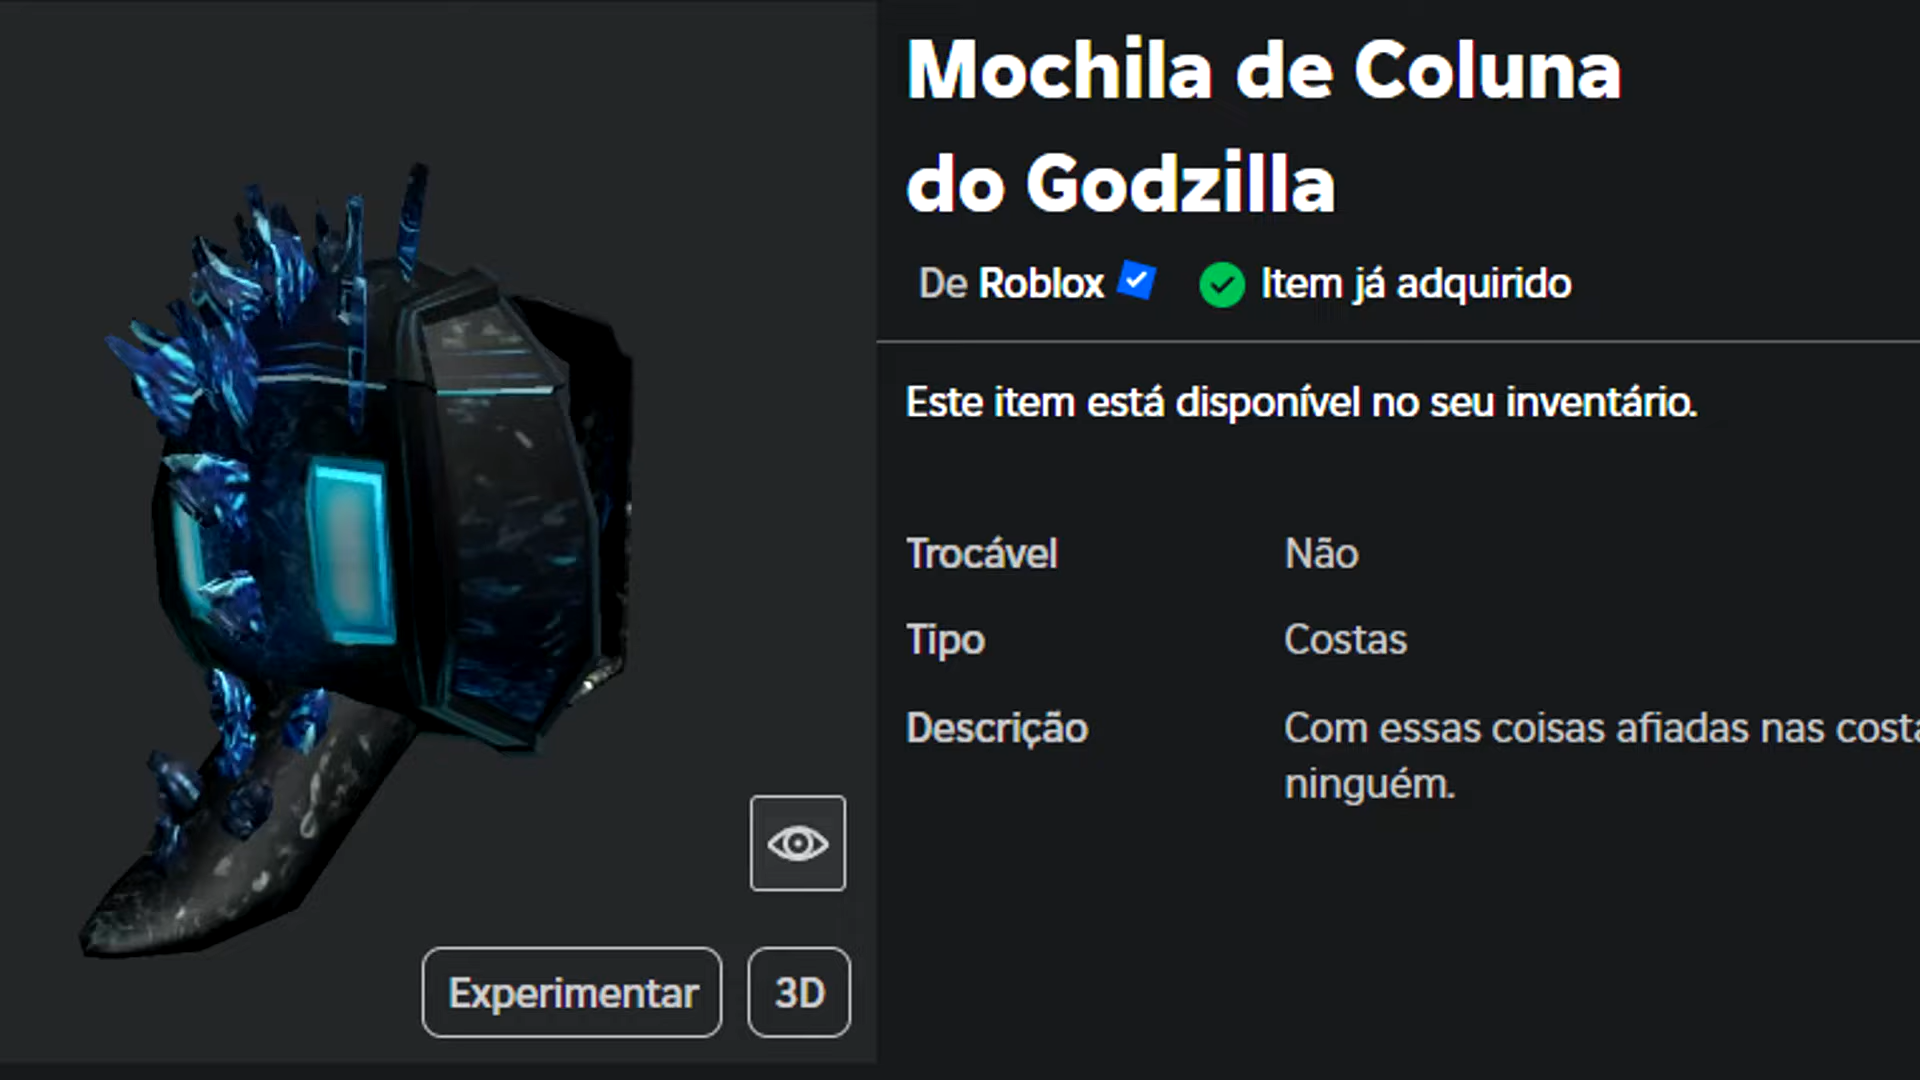 Mochila de Coluna
do Godzilla
De Roblox
Item já adquirido
Este item está disponível no seu inventário.
Trocável Não
Tipo Costas
Descrição Com essas coisas afiadas nas
ninguém.
Experimentar 3D